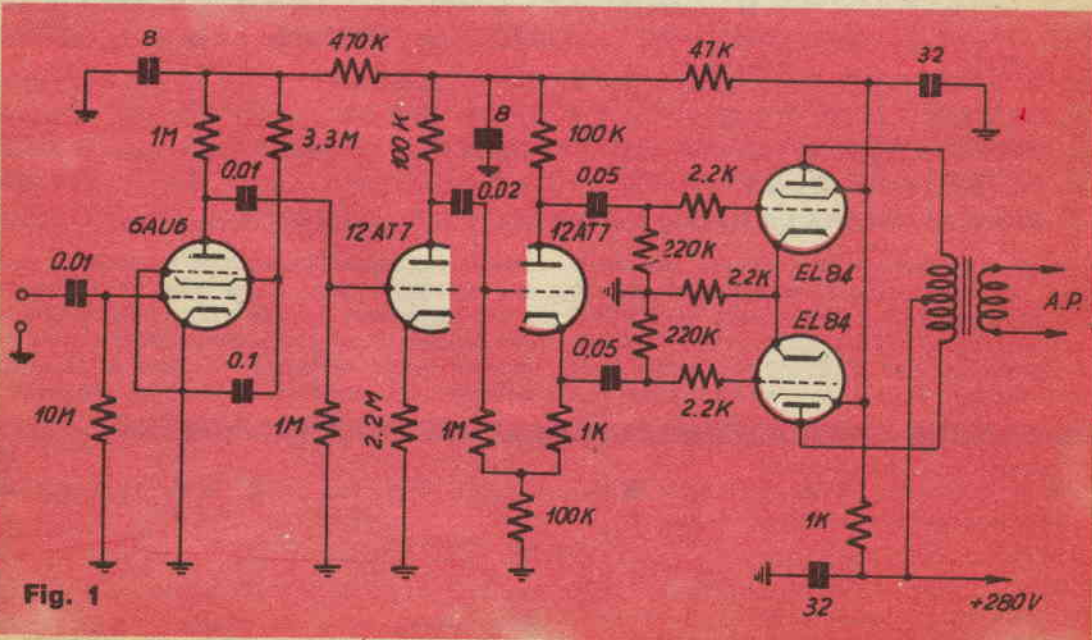 8
470K
47K
32
1M
3,3M
100K
8
100K
0,01
0.02
0,05
2.2K
6AU6
12AT7
12AT7
220K
EL84
0.01
2.2K
A.P.
EL84
0.1
0,05
220K
2.2K
10M
1M
2.2M
1M
1K
100K
1K
Fig. 1
32
+280V